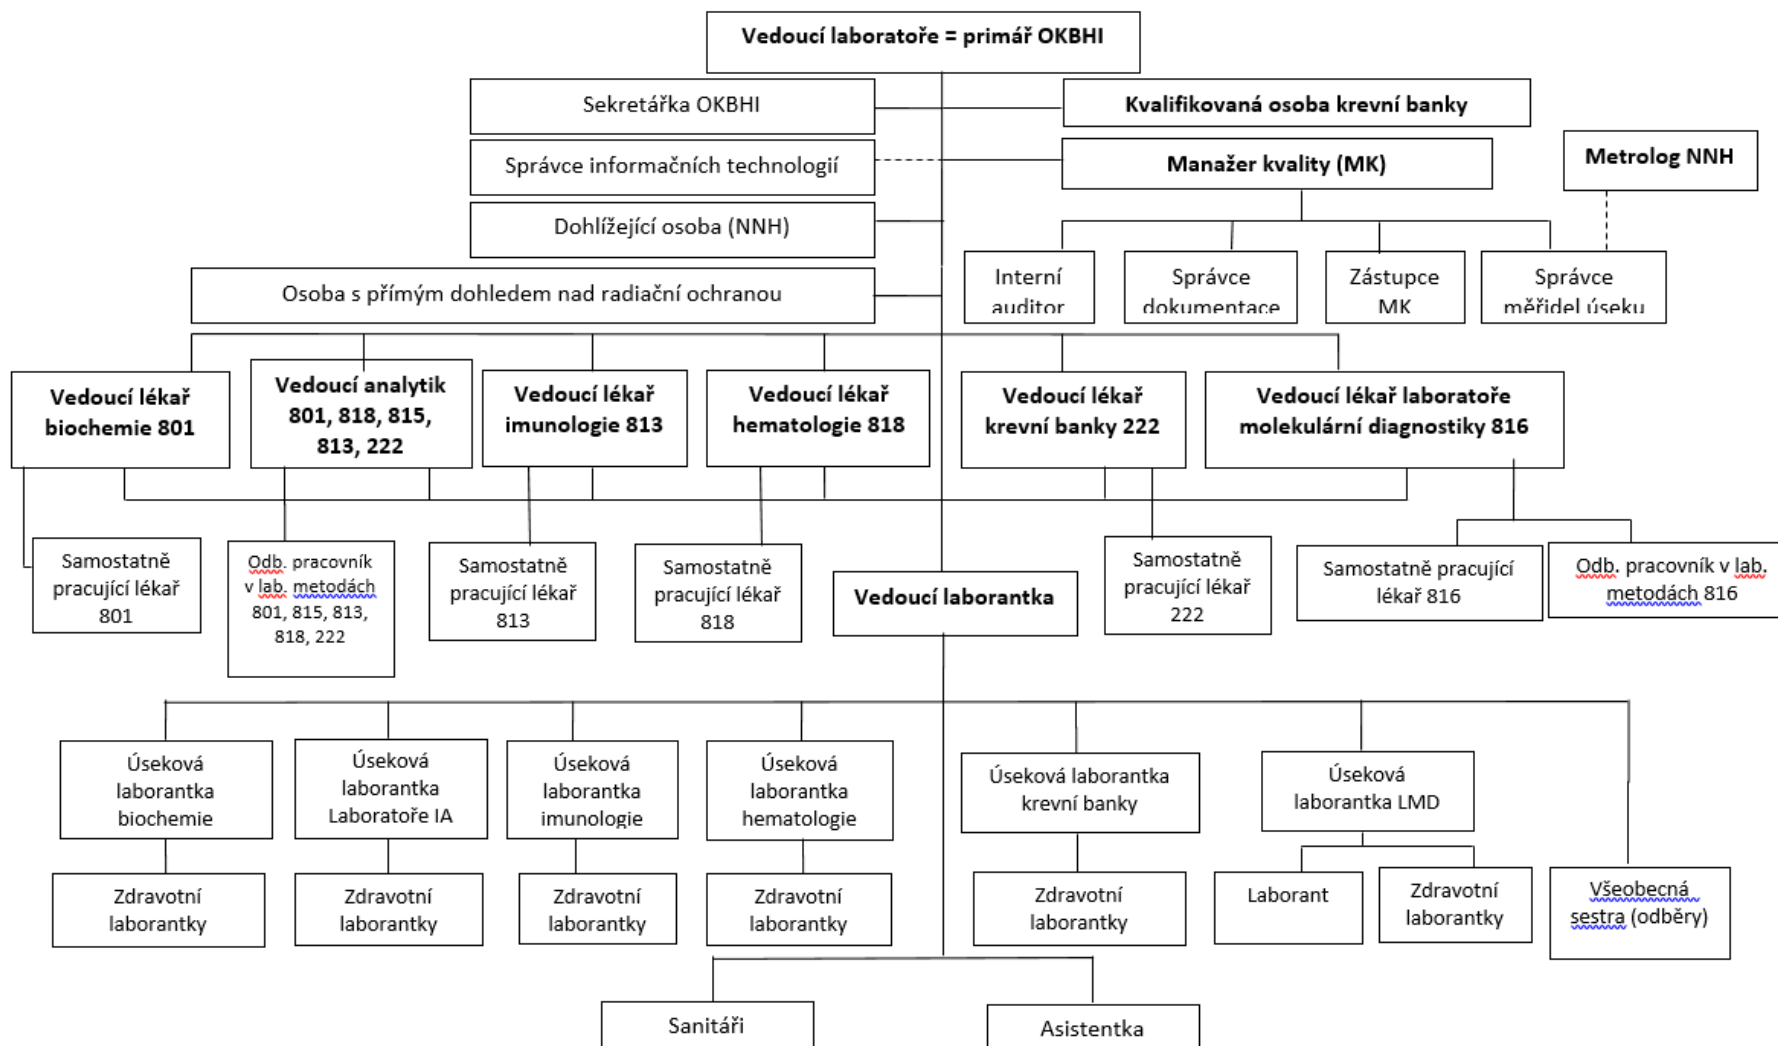 Vedoucí laboratoře = primář OKBHI
Sekretářka OKBHI
Kvalifikovaná osoba krevní banky
Správce informačních technologií
Manažer kvality (MK)
Metrolog NNH
Dohlížející osoba (NNH)
Interní
auditor
Správce
dokumentace
Zástupce
MK
Správce
měřidel úseku
Osoba s přímým dohledem nad radiační ochranou
Vedoucí lékař
biochemie 801
Vedoucí analytik
801, 818, 815,
813, 222
Vedoucí lékař
imunologie 813
Vedoucí lékař
hematologie 818
Vedoucí lékař
krevní banky 222
Vedoucí lékař laboratoře
molekulární diagnostiky 816
Samostatně
pracující lékař
801
Odb. pracovník
v lab. metodách
801, 815, 813,
818, 222
Samostatně
pracující lékař
813
Samostatně
pracující lékař
818
Vedoucí laborantka
Samostatně
pracující lékař
222
Samostatně pracující
lékař 816
Odb. pracovník v lab.
metodách 816
Úseková
laborantka
biochemie
Úseková
laborantka
Laboratoře IA
Úseková
laborantka
imunologie
Úseková
laborantka
hematologie
Úseková laborantka
krevní banky
Úseková
laborantka LMD
Zdravotní
laborantky
Zdravotní
laborantky
Zdravotní
laborantky
Zdravotní
laborantky
Zdravotní
laborantky
Laborant
Zdravotní
laborantky
Všeobecná
sestra (odběry)
Sanitáři
Asistentka